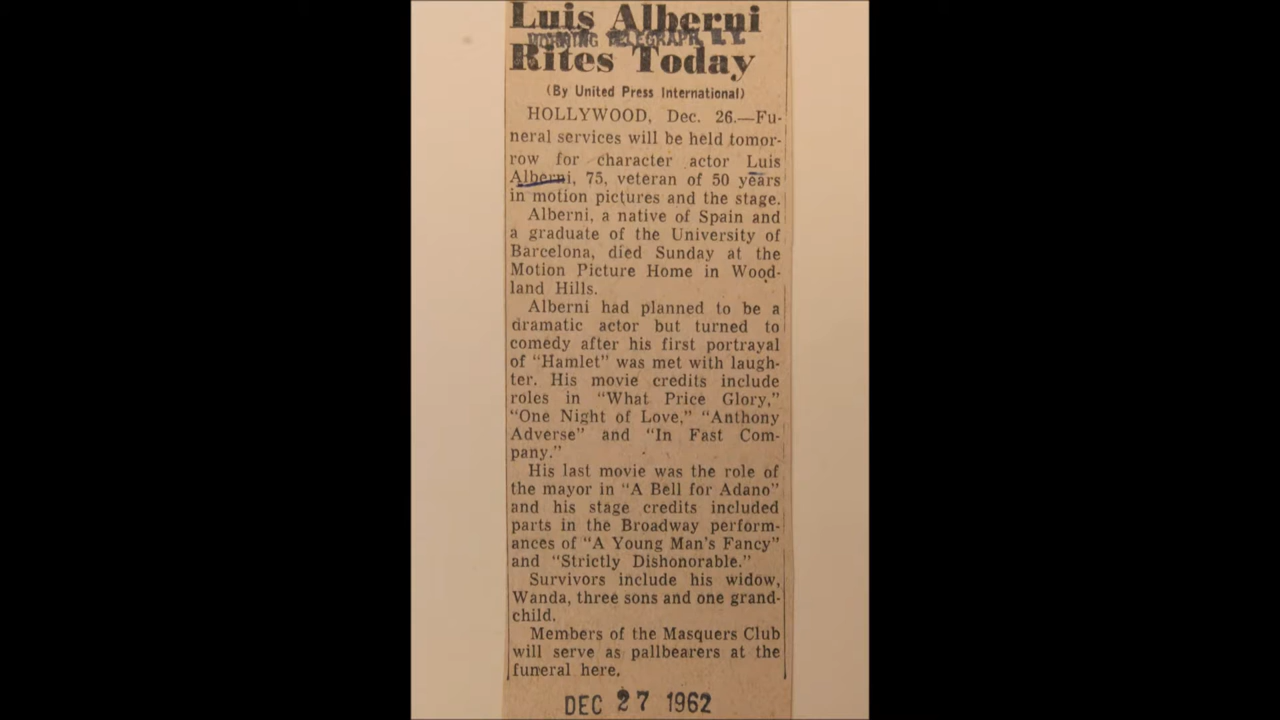 Luis Alberni
MORNING TELEGRAPH, N.Y.
Rites Today
(By United Press International)
HOLLYWOOD, Dec. 26.—Fu-
neral services will be held tomor-
row for character actor Luis
Alberni, 75, veteran of 50 years
in motion pictures and the stage.
Alberni, a native of Spain and
a graduate of the University of
Barcelona, died Sunday at the
Motion Picture Home in Wood-
land Hills.
Alberni had planned to be a
dramatic actor but turned to
comedy after his first portrayal
of "Hamlet" was met with laugh-
ter. His movie credits include
roles in "What Price Glory,"
"One Night of Love," "Anthony
Adverse" and "In Fast Com-
pany."
His last movie was the role of
the mayor in "A Bell for Adano"
and his stage credits included
parts in the Broadway perform-
ances of "A Young Man's Fancy"
and "Strictly Dishonorable."
Survivors include his widow,
Wanda, three sons and one grand-
child.
Members of the Masquers Club
will serve as pallbearers at the
funeral here.
DEC 27 1962